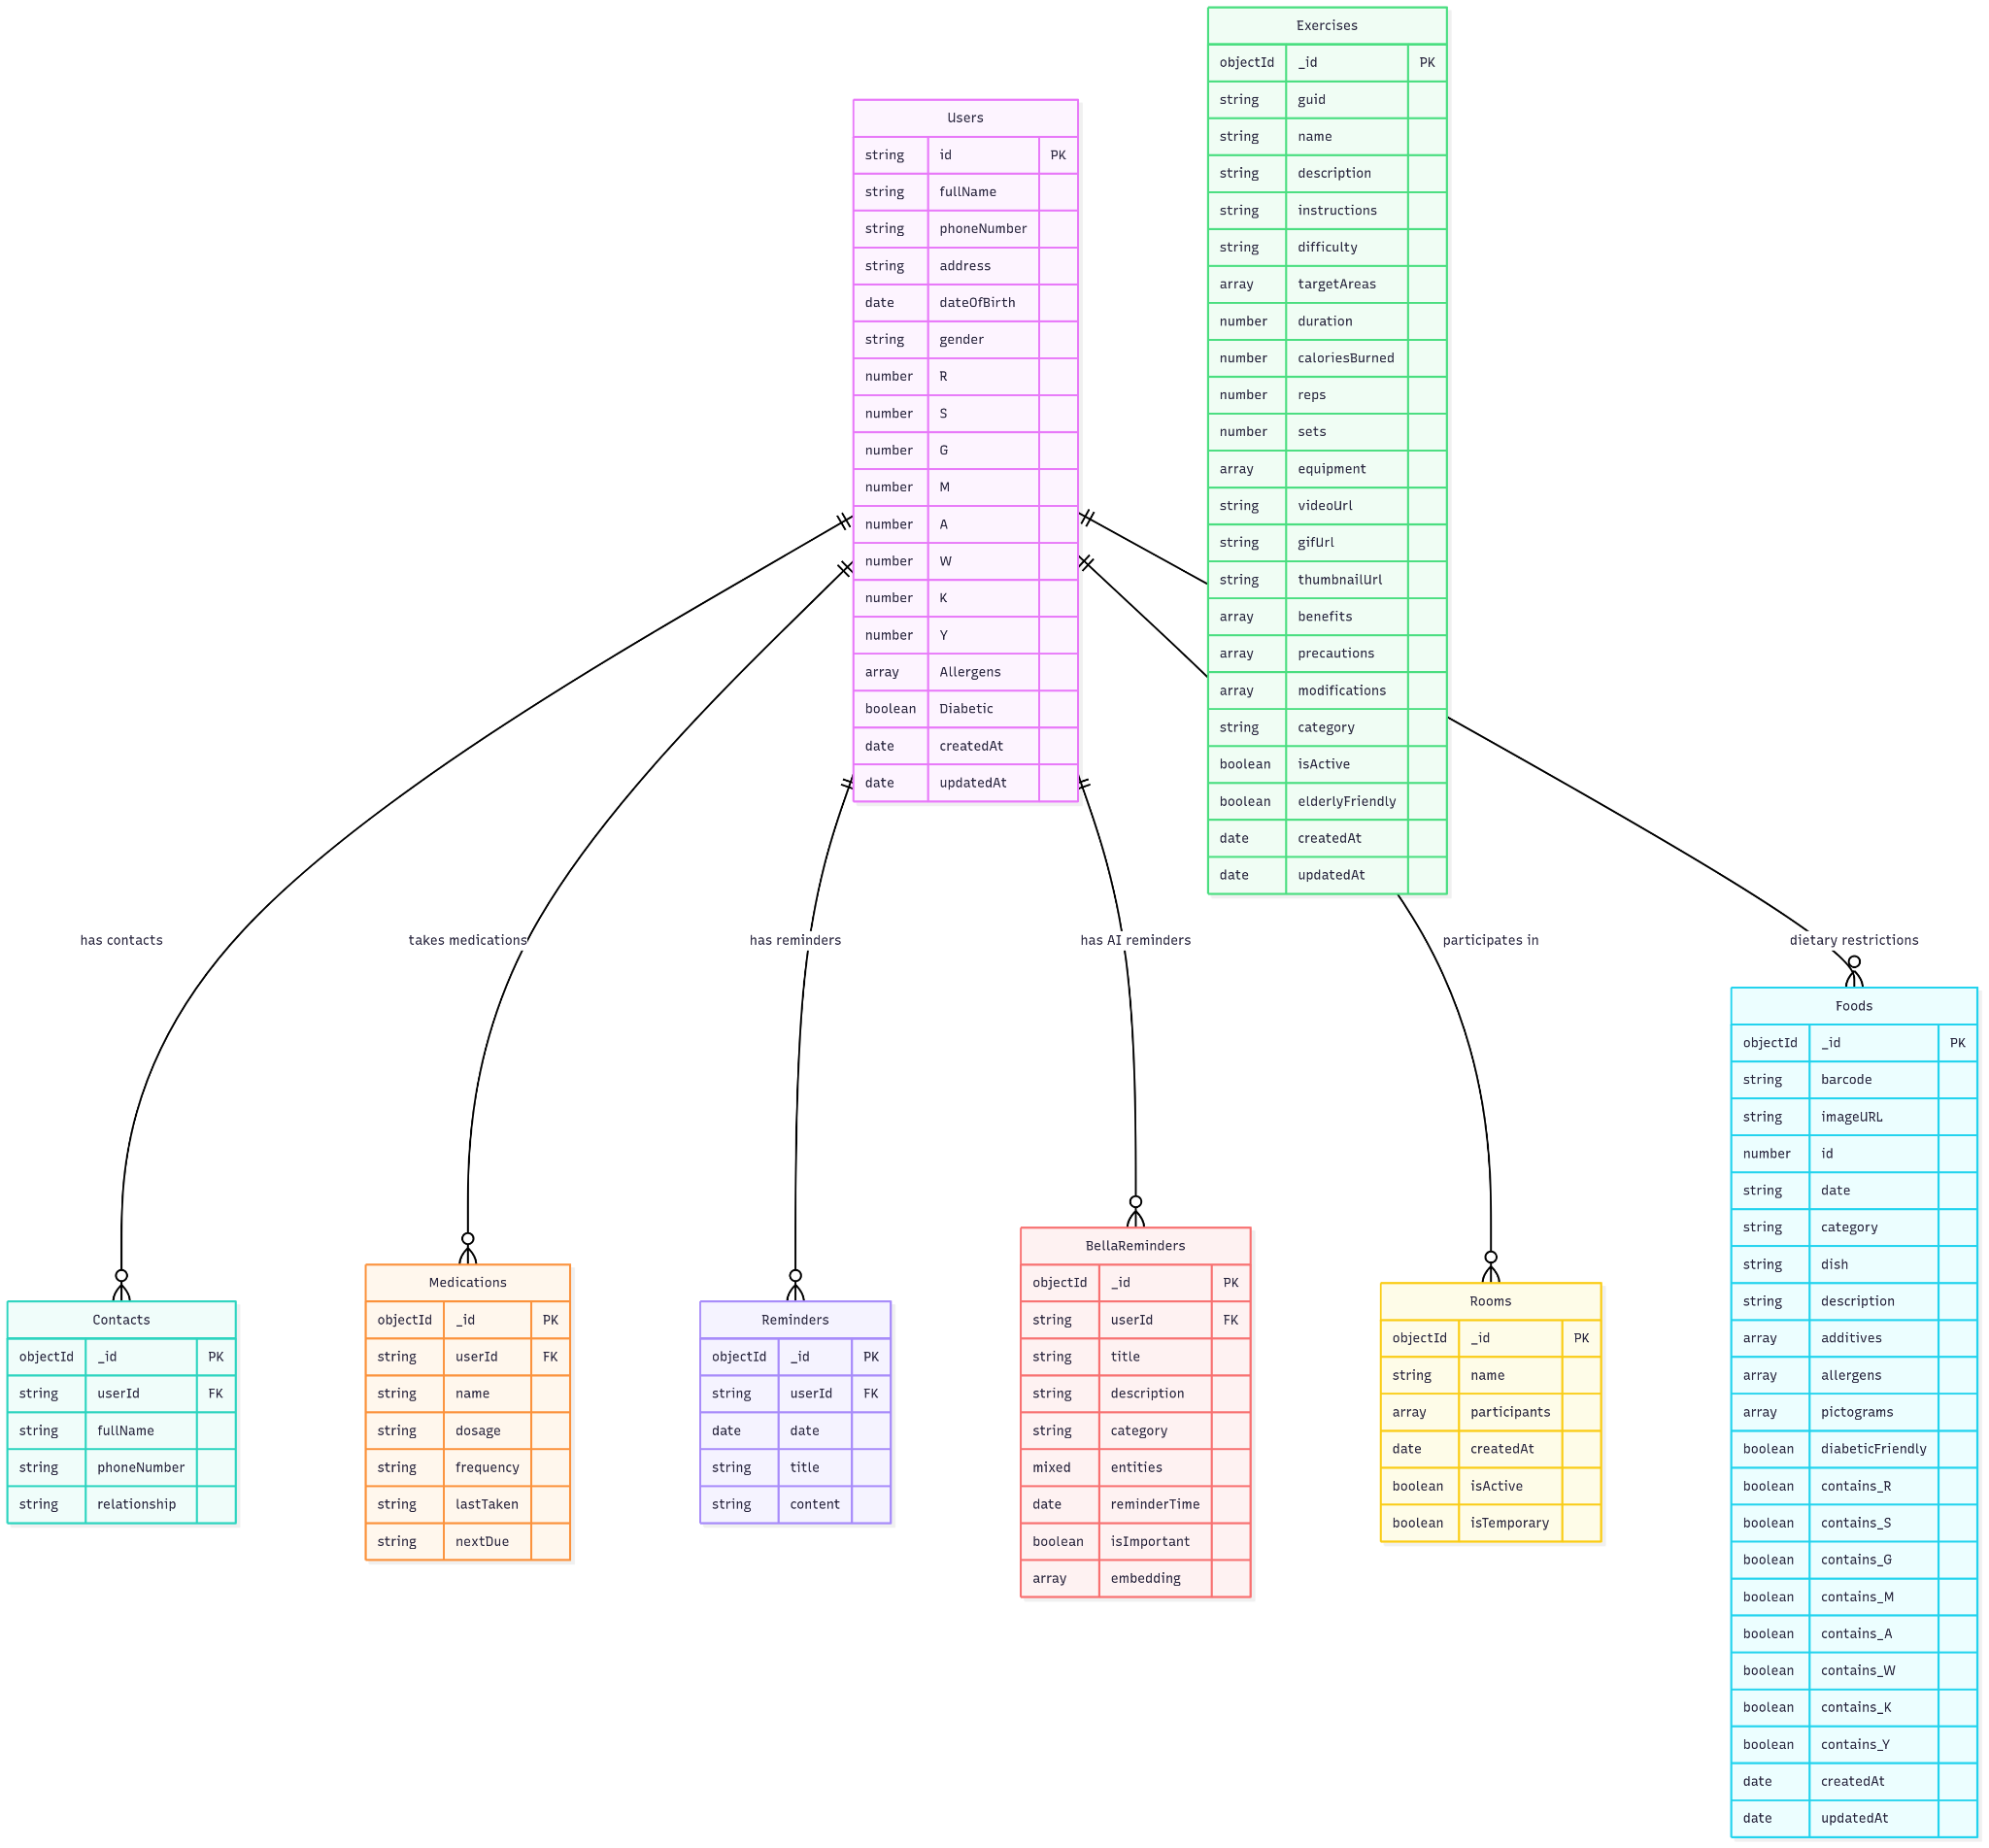 Exercises
objectId _id PK
string guid
string name
string description
string instructions
string difficulty
array targetAreas
number duration
number caloriesBurned
number reps
number sets
array equipment
string videoUrl
string gifUrl
string thumbnailUrl
array benefits
array precautions
array modifications
string category
boolean isActive
boolean elderlyFriendly
date createdAt
date updatedAt
Users
string id PK
string fullName
string phoneNumber
string address
date dateOfBirth
string gender
number R
number S
number G
number M
number A
number W
number K
number Y
array Allergens
boolean Diabetic
date createdAt
date updatedAt
has contacts
takes medications
has reminders
has AI reminders
participates in
dietary restrictions
Contacts
objectId _id PK
string userId FK
string fullName
string phoneNumber
string relationship
Medications
objectId _id PK
string userId FK
string name
string dosage
string frequency
string lastTaken
string nextDue
Reminders
objectId _id PK
string userId FK
date date
string title
string content
BellaReminders
objectId _id PK
string userId FK
string title
string description
string category
mixed entities
date reminderTime
boolean isImportant
array embedding
Rooms
objectId _id PK
string name
array participants
date createdAt
boolean isActive
boolean isTemporary
Foods
objectId _id PK
string barcode
string imageURL
number id
string date
string category
string dish
string description
array additives
array allergens
array pictograms
boolean diabeticFriendly
boolean contains_R
boolean contains_S
boolean contains_G
boolean contains_M
boolean contains_A
boolean contains_W
boolean contains_K
boolean contains_Y
date createdAt
date updatedAt